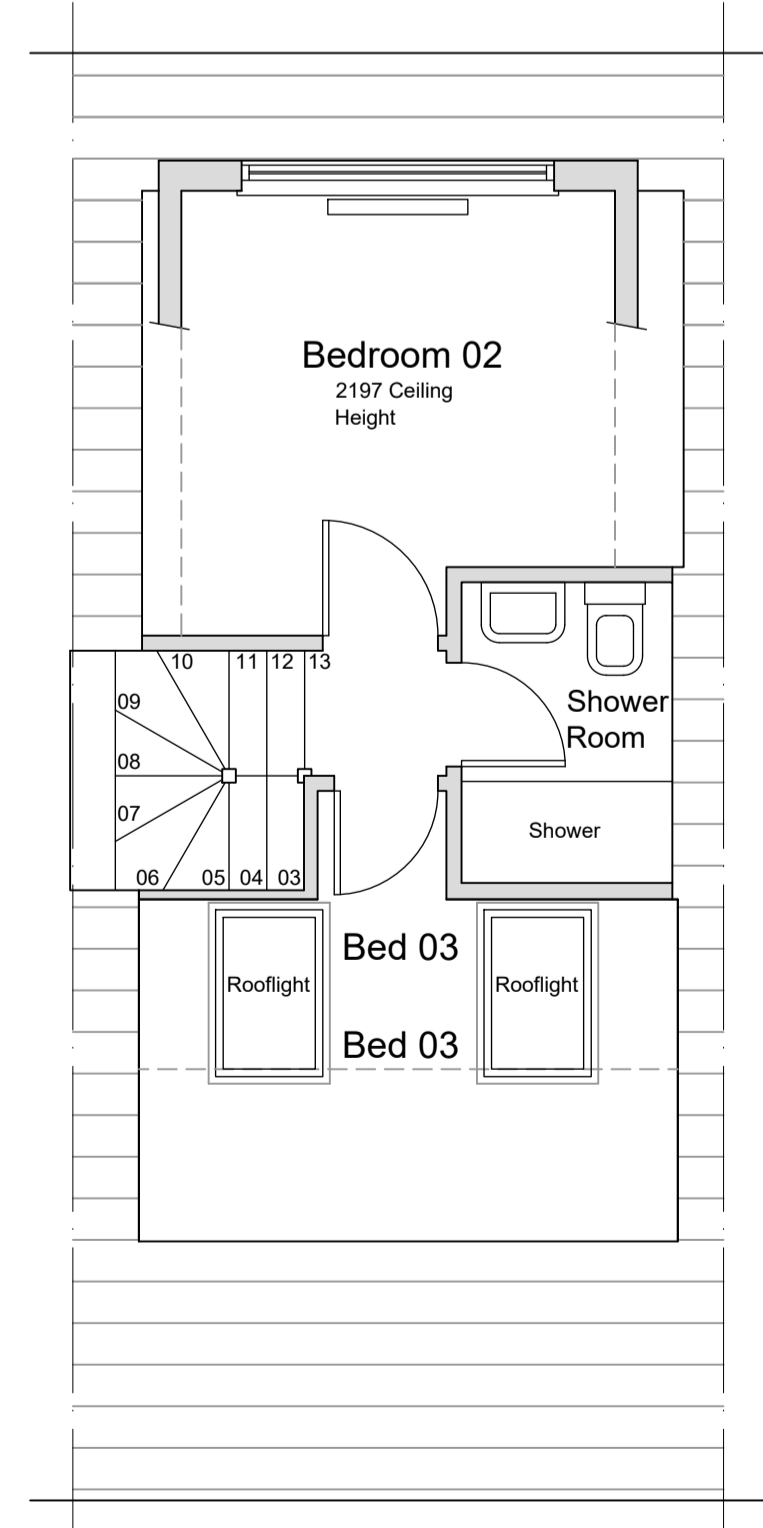 Bedroom 02
2197 Ceiling
Height
10
11
12
13
09
08
07
06
05
04
03
Shower
Room
Shower
Bed 03
Rooflight
Rooflight
Bed 03